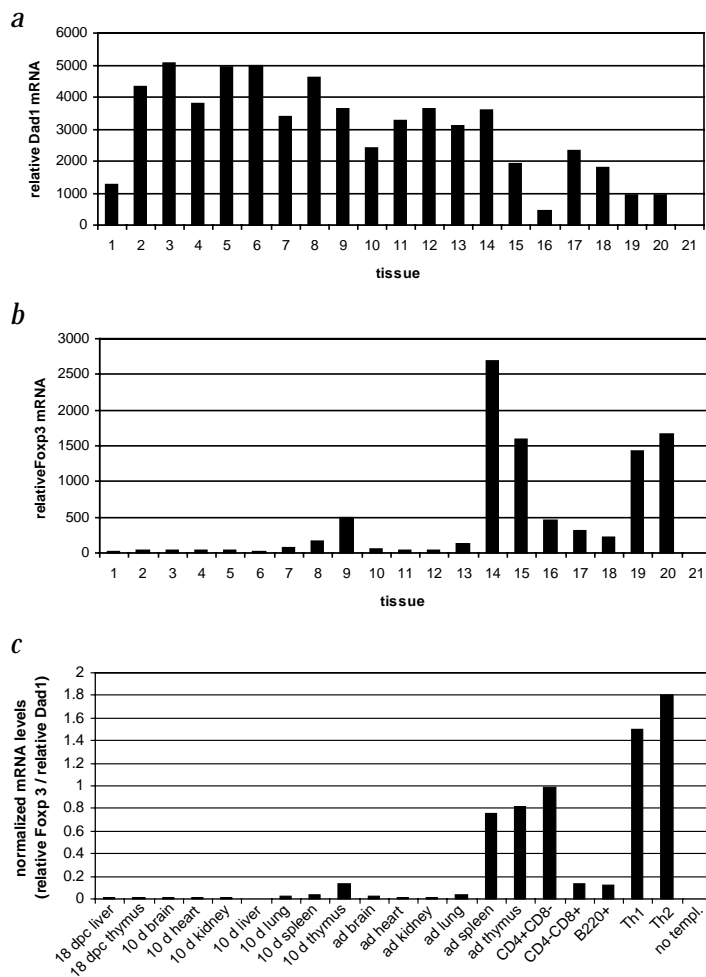 a
6000
5000
4000
3000
2000
1000
0
relative Dad1 mRNA
1 2 3 4 5 6 7 8 9 10 11 12 13 14 15 16 17 18 19 20 21
tissue
b
3000
2500
2000
1500
1000
500
0
relativeFoxp3 mRNA
1 2 3 4 5 6 7 8 9 10 11 12 13 14 15 16 17 18 19 20 21
tissue
c
2
1.8
1.6
1.4
1.2
1
0.8
0.6
0.4
0.2
0
normalized mRNA levels
(relative Foxp 3 / relative Dad1)
18 dpc liver
18 dpc thymus
10 d brain
10 d heart
10 d kidney
10 d liver
10 d lung
10 d spleen
10 d thymus
ad brain
ad heart
ad kidney
ad lung
ad spleen
ad thymus
CD4+CD8-
CD4-CD8+
B220+
Th1
Th2
no templ.